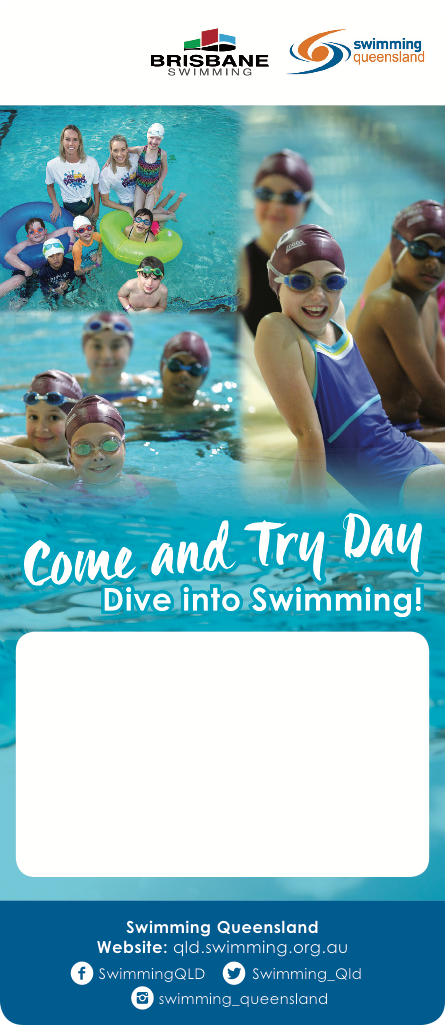 BRISBANE
SWIMMING
swimming
queensland
Come and Try Day
Dive into Swimming!
Swimming Queensland
Website: qld.swimming.org.au
SwimmingQLD Swimming_Qld
swimming_queensland